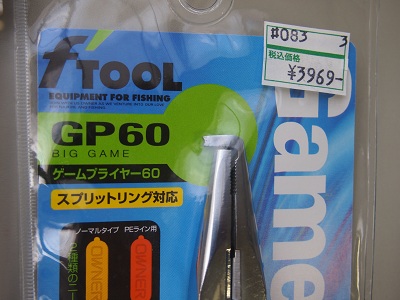 #083 3
税込価格
¥3969-
f'TOOL
EQUIPMENT FOR FISHING
GP60
BIG GAME
ゲームプライヤー60
スプリットリング対応
ノーマルタイプ PEライン用
OWNER OWNER
Game